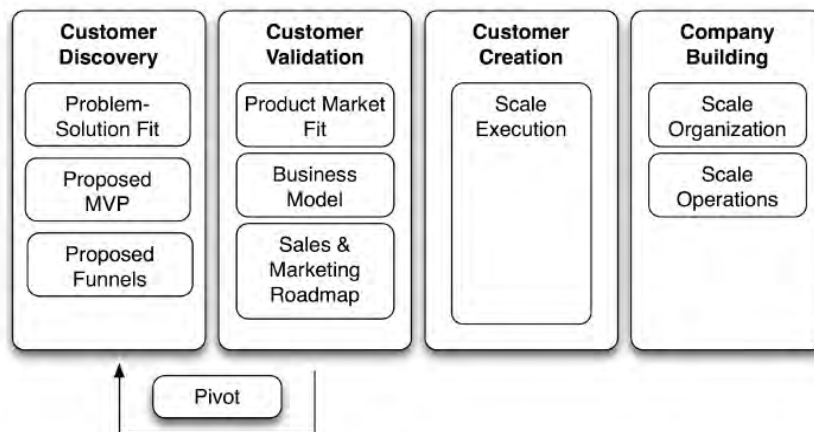 Customer
Discovery
Problem-
Solution Fit
Proposed
MVP
Proposed
Funnels
Customer
Validation
Product Market
Fit
Business
Model
Sales &
Marketing
Roadmap
Customer
Creation
Scale
Execution
Company
Building
Scale
Organization
Scale
Operations
Pivot